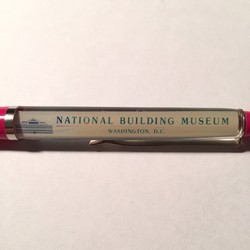 NATIONAL BUILDING MUSEUM
WASHINGTON, D.C.